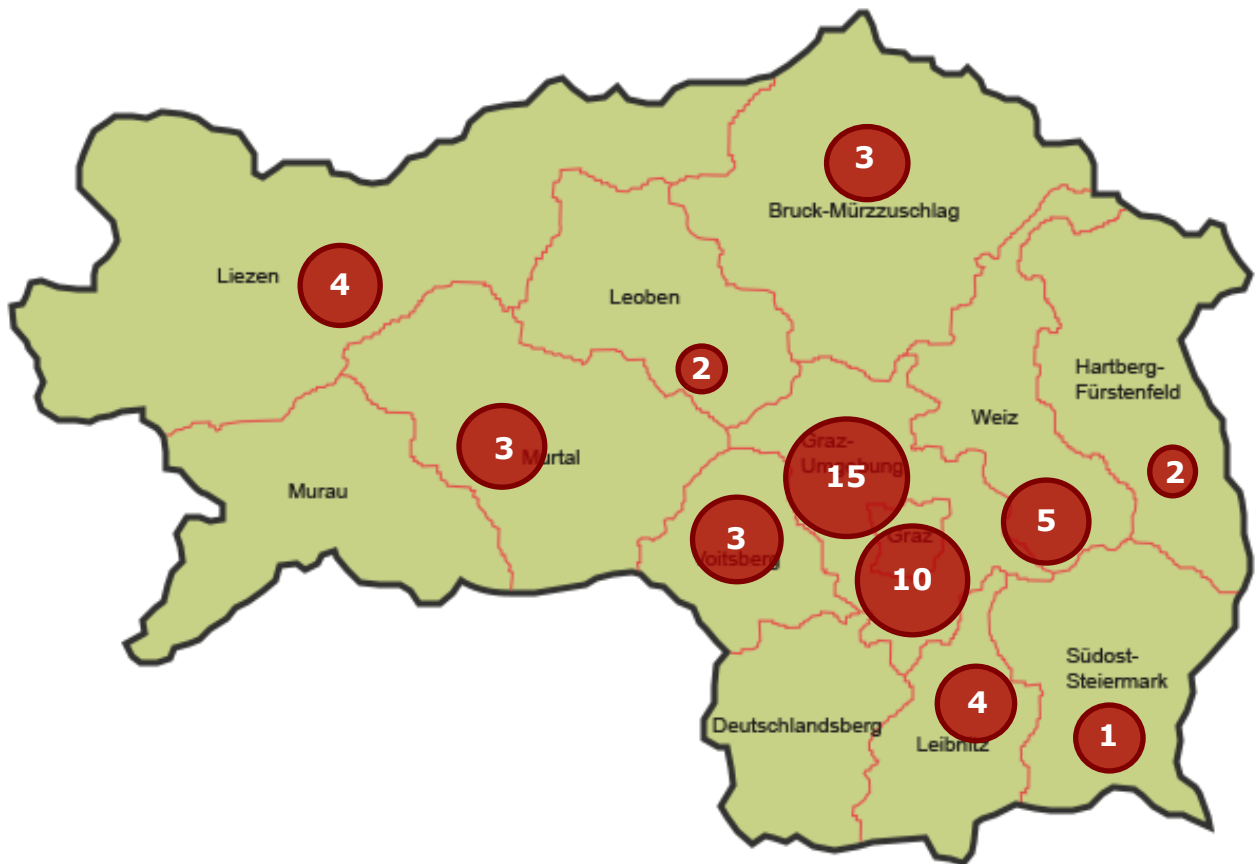 3
Bruck-Mürzzuschlag
Liezen
4
Leoben
2
Hartberg-
Fürstenfeld
Weiz
3
Murtal
Graz-
Umgebung
15
2
Murau
5
3
Voitsberg
Graz
10
Südost-
Steiermark
4
Deutschlandsberg
Leibnitz
1